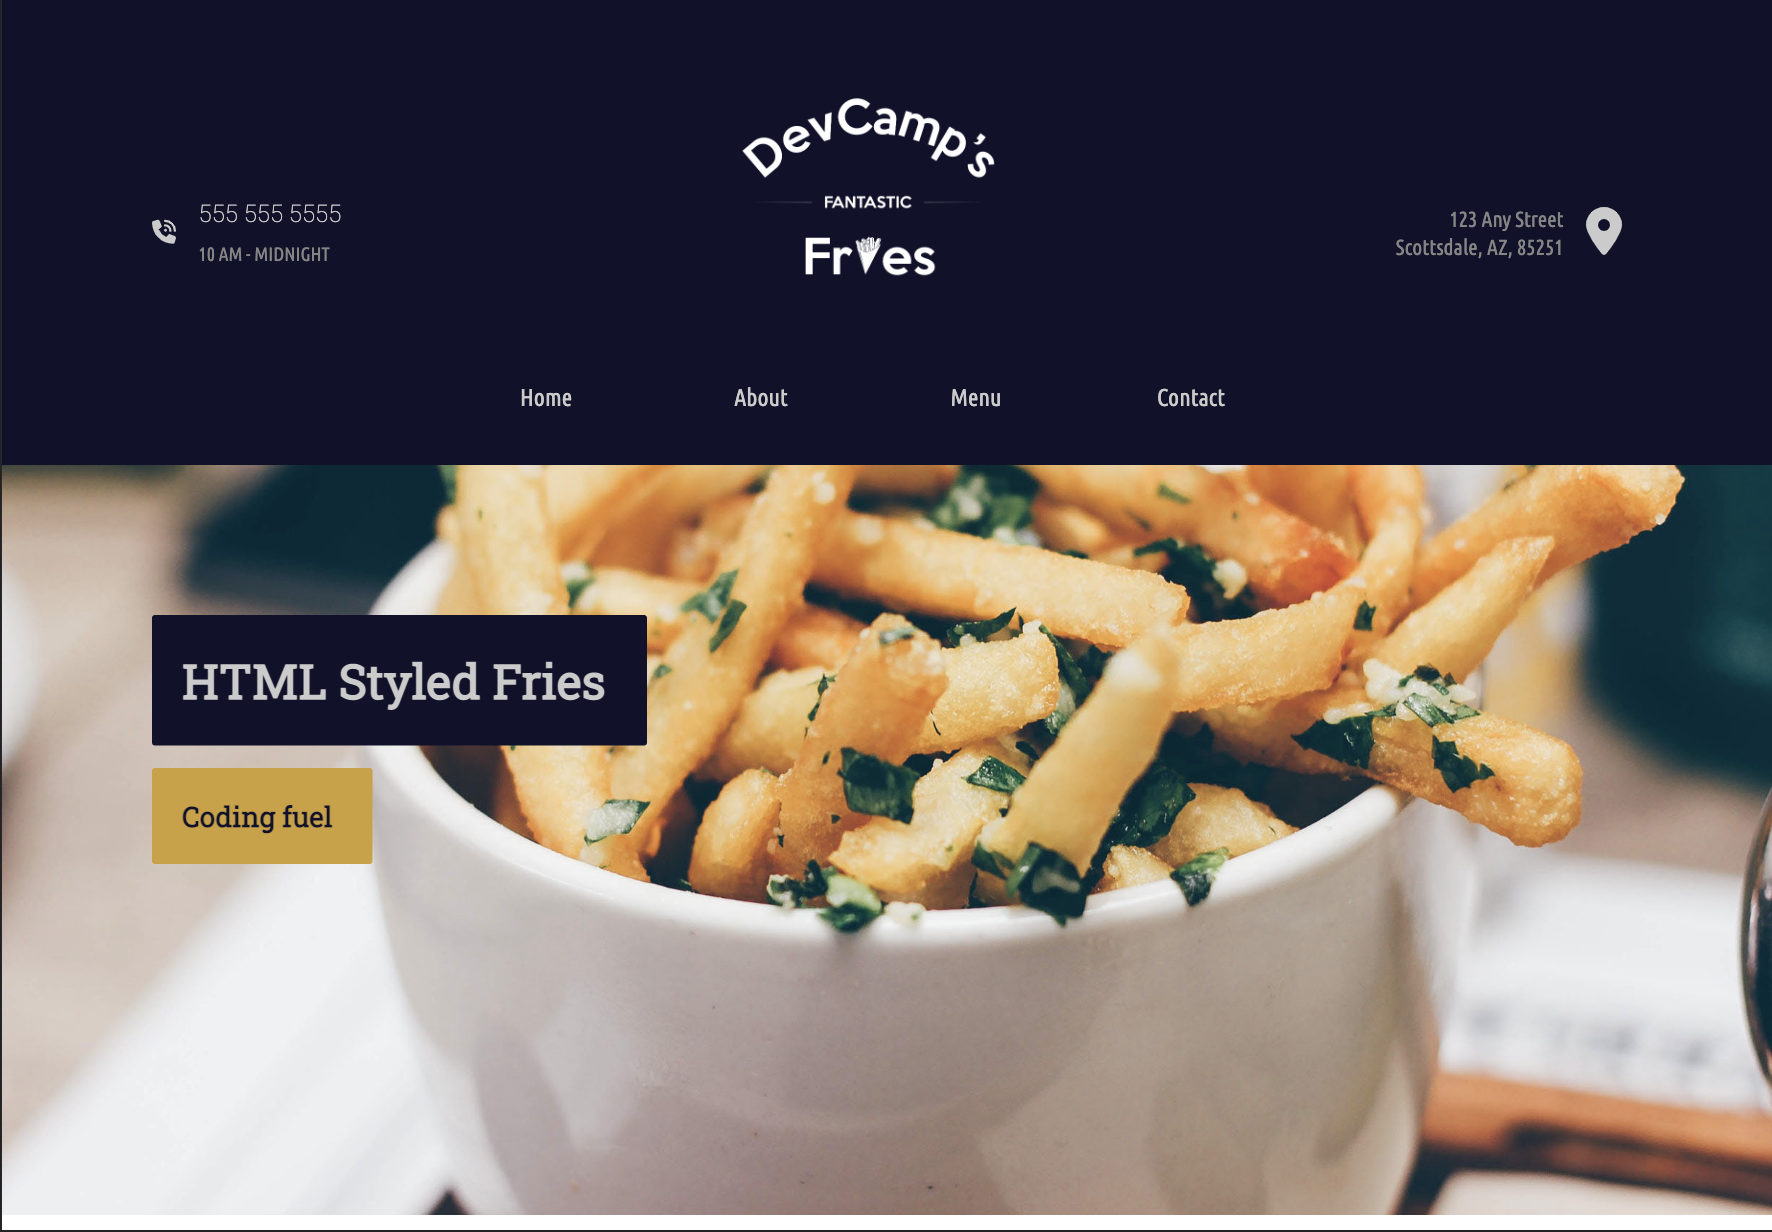 DevCamp's
FANTASTIC
Fries
555 555 5555
10 AM - MIDNIGHT
123 Any Street
Scottsdale, AZ, 85251
Home
About
Menu
Contact
HTML Styled Fries
Coding fuel